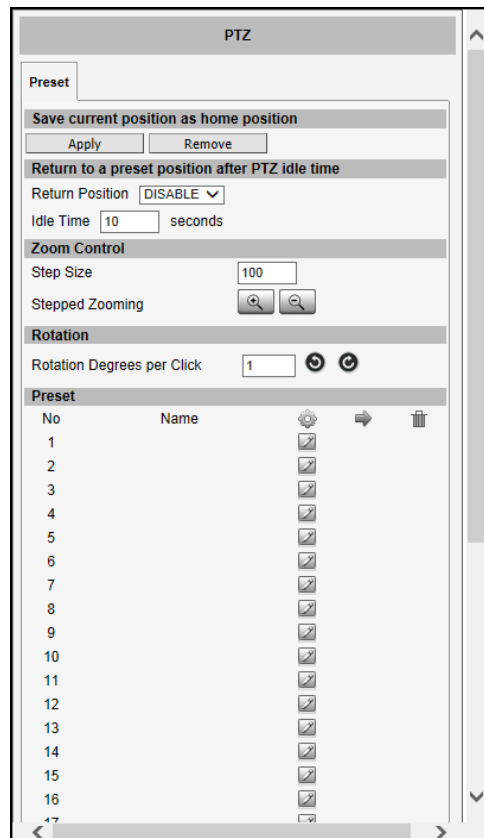 PTZ
Preset
Save current position as home position
Apply Remove
Return to a preset position after PTZ idle time
Return Position DISABLE
Idle Time 10 seconds
Zoom Control
Step Size 100
Stepped Zooming
Rotation
Rotation Degrees per Click 1
Preset
No Name
1
2
3
4
5
6
7
8
9
10
11
12
13
14
15
16
17